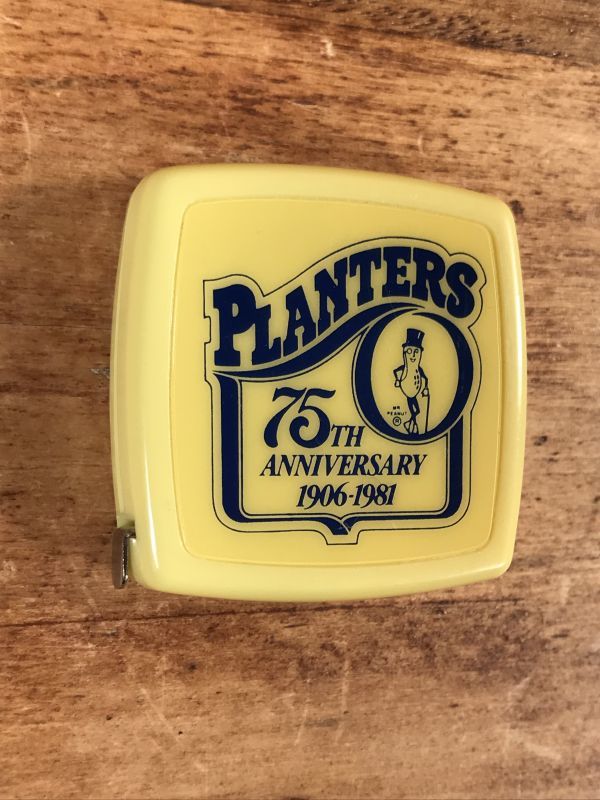 PLANTERS
MR
PEANUT
®
75TH
ANNIVERSARY
1906-1981